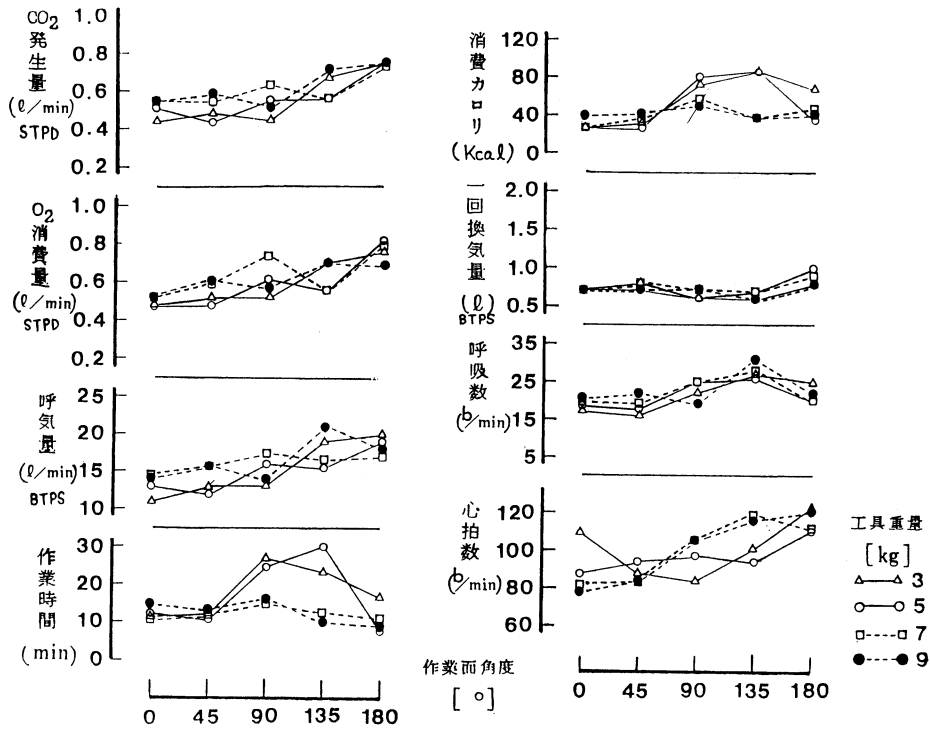 CO2
発生量
(ℓ/min)
STPD
1.0
0.8
0.6
0.4
0.2
O2
消費量
(ℓ/min)
STPD
1.0
0.8
0.6
0.4
0.2
呼気量
(ℓ/min)
BTPS
25
20
15
10
作業時間
(min)
30
20
10
0
0 45 90 135 180
消費カロリ
(Kcal)
120
80
40
0
一回換気量
(ℓ)
BTPS
2.0
1.5
1.0
0.5
呼吸数
(b/min)
35
25
15
5
心拍数
(b/min)
120
100
80
60
作業面角度
[ o ]
0 45 90 135 180
工具重量
[kg]
3
5
7
9